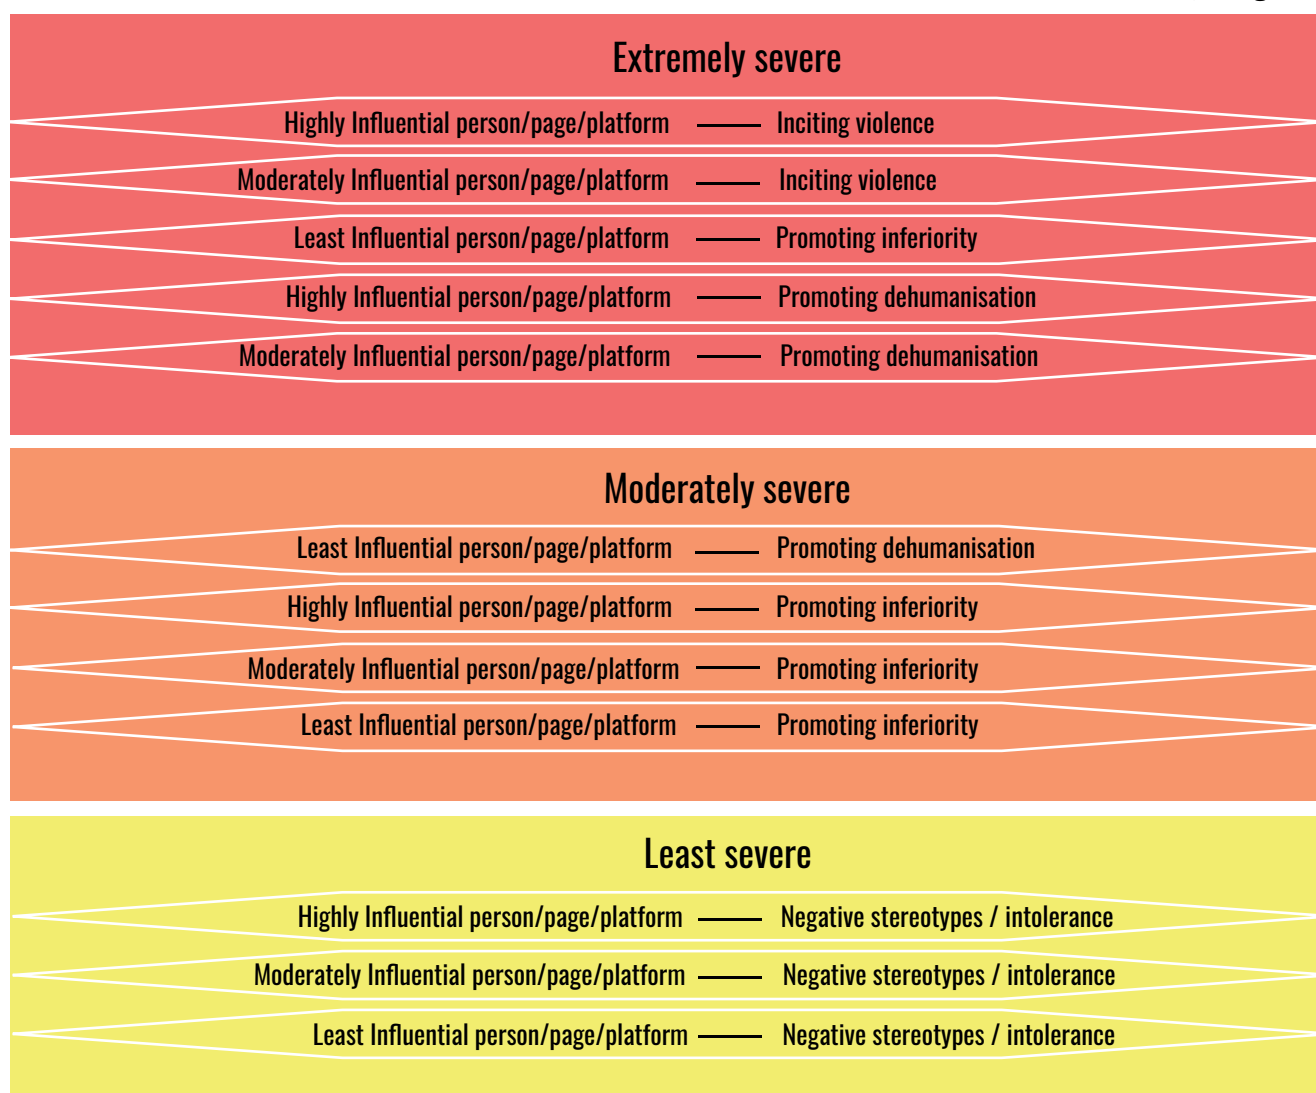 Extremely severe
Highly Influential person/page/platform — Inciting violence
Moderately Influential person/page/platform — Inciting violence
Least Influential person/page/platform — Promoting inferiority
Highly Influential person/page/platform — Promoting dehumanisation
Moderately Influential person/page/platform — Promoting dehumanisation
Moderately severe
Least Influential person/page/platform — Promoting dehumanisation
Highly Influential person/page/platform — Promoting inferiority
Moderately Influential person/page/platform — Promoting inferiority
Least Influential person/page/platform — Promoting inferiority
Least severe
Highly Influential person/page/platform — Negative stereotypes / intolerance
Moderately Influential person/page/platform — Negative stereotypes / intolerance
Least Influential person/page/platform — Negative stereotypes / intolerance